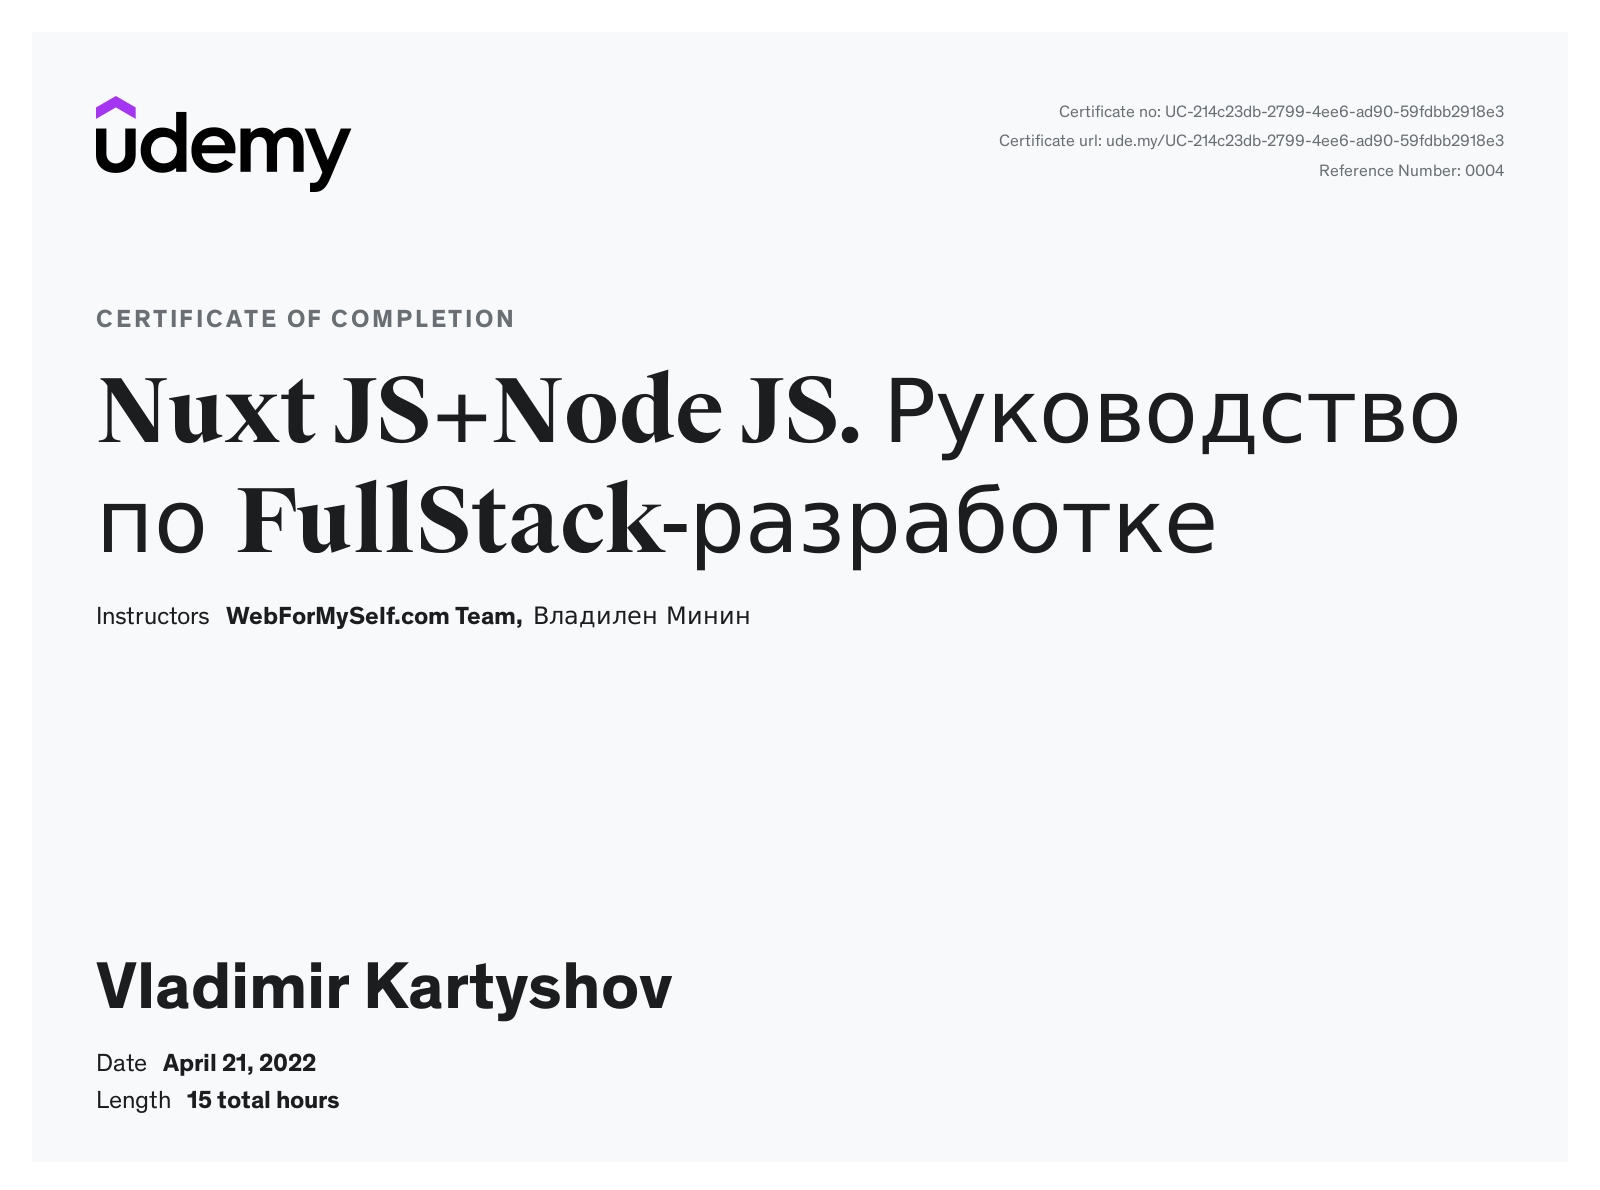 udemy
Certificate no: UC-214c23db-2799-4ee6-ad90-59fdbb2918e3
Certificate url: ude.my/UC-214c23db-2799-4ee6-ad90-59fdbb2918e3
Reference Number: 0004
CERTIFICATE OF COMPLETION
Nuxt JS+Node JS. Руководство
по FullStack-разработке
Instructors WebForMySelf.com Team, Владилен Минин
Vladimir Kartyshov
Date April 21, 2022
Length 15 total hours